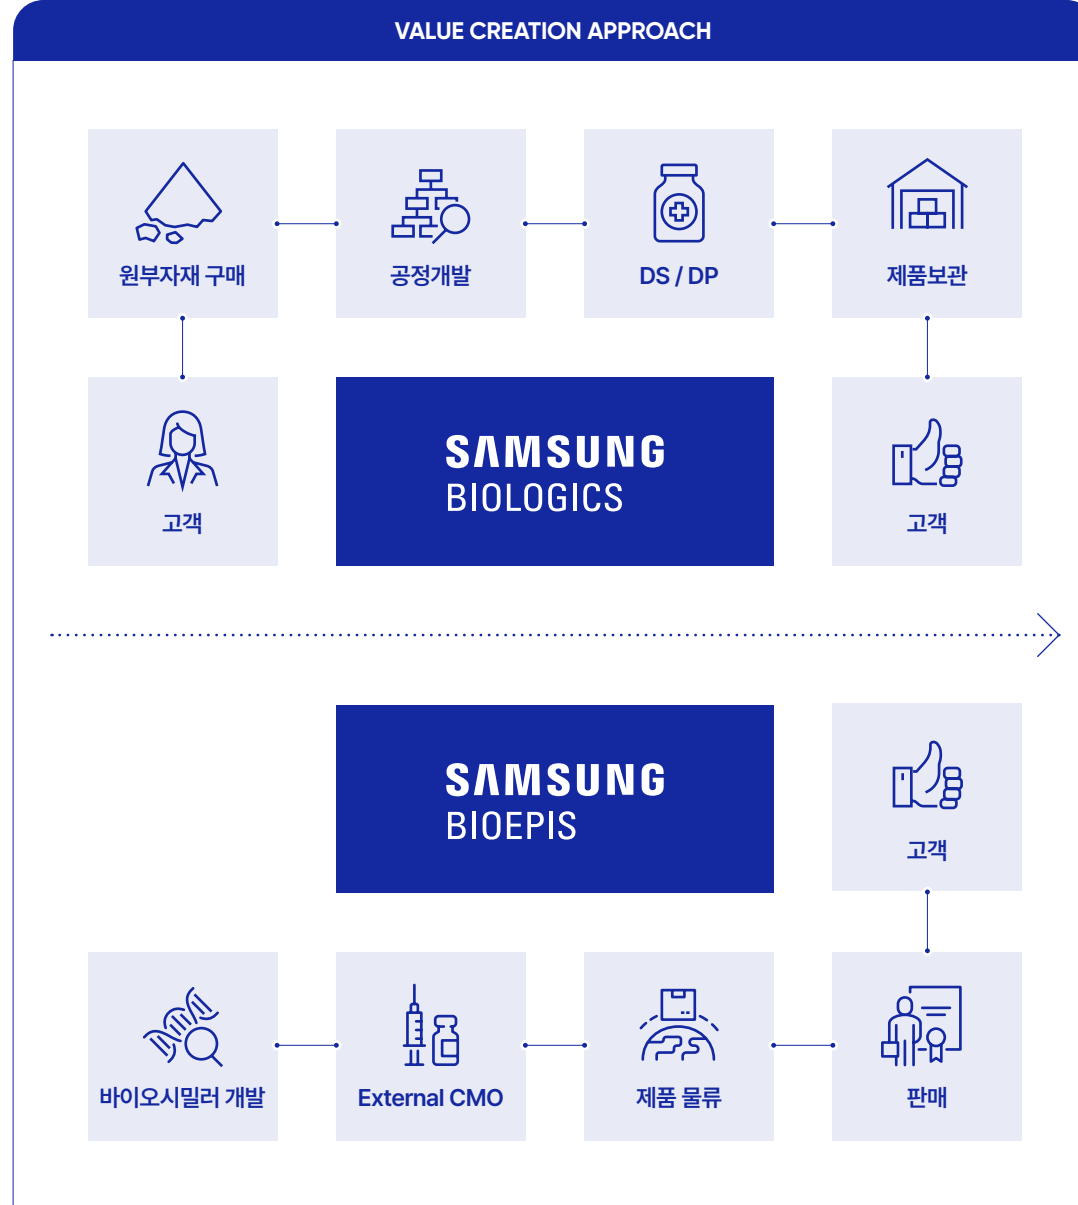 VALUE CREATION APPROACH
원부자재 구매
공정개발
DS / DP
제품보관
고객
SAMSUNG
BIOLOGICS
고객
SAMSUNG
BIOEPIS
고객
바이오시밀러 개발
External CMO
제품 물류
판매